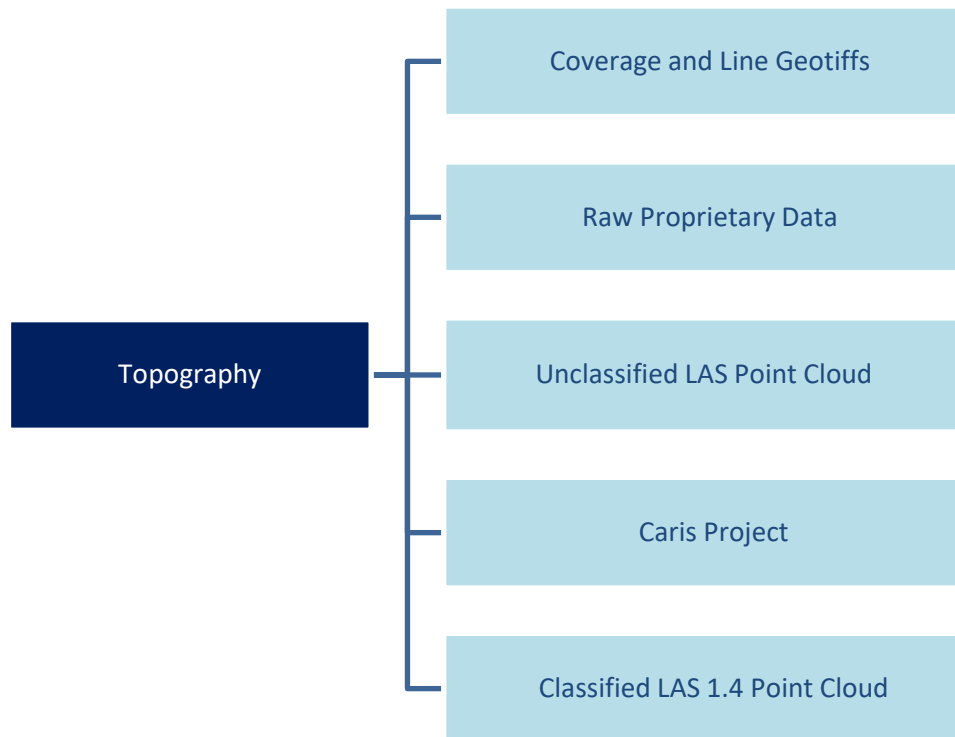 Coverage and Line Geotiffs
Raw Proprietary Data
Topography
Unclassified LAS Point Cloud
Caris Project
Classified LAS 1.4 Point Cloud